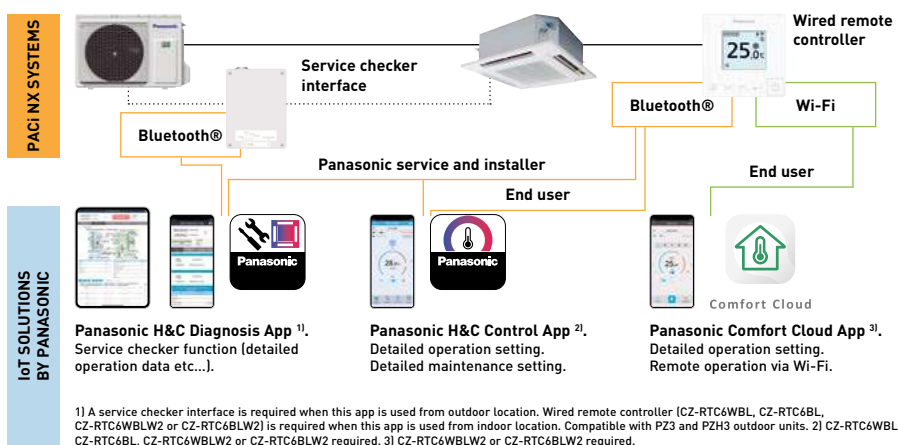 PACi NX SYSTEMS
Panasonic
Service checker
interface
Panasonic
25.0°c
Wired remote
controller
Bluetooth®
Bluetooth®
Wi-Fi
Panasonic service and installer
End user
End user
IoT SOLUTIONS
BY PANASONIC
Panasonic
Panasonic
Comfort Cloud
Panasonic H&C Diagnosis App 1).
Service checker function (detailed
operation data etc...).
Panasonic H&C Control App 2).
Detailed operation setting.
Detailed maintenance setting.
Panasonic Comfort Cloud App 3).
Detailed operation setting.
Remote operation via Wi-Fi.
1) A service checker interface is required when this app is used from outdoor location. Wired remote controller (CZ-RTC6WBL, CZ-RTC6BL,
CZ-RTC6WBLW2 or CZ-RTC6BLW2) is required when this app is used from indoor location. Compatible with PZ3 and PZH3 outdoor units. 2) CZ-RTC6WBL
CZ-RTC6BL, CZ-RTC6WBLW2 or CZ-RTC6BLW2 required. 3) CZ-RTC6WBLW2 or CZ-RTC6BLW2 required.